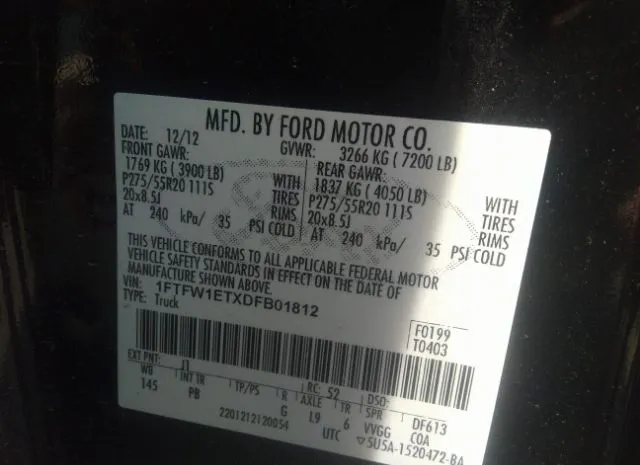 MFD. BY FORD MOTOR CO.
DATE: 12/12 GVWR: 3266 KG ( 7200 LB)
FRONT GAWR: REAR GAWR:
1769 KG ( 3900 LB) WITH 1837 KG ( 4050 LB) WITH
P275/55R20 111S TIRES P275/55R20 111S TIRES
20x8.5J RIMS 20x8.5J RIMS
AT 240 kPa/ 35 PSI COLD AT 240 kPa/ 35 PSI COLD
THIS VEHICLE CONFORMS TO ALL APPLICABLE FEDERAL MOTOR
VEHICLE SAFETY STANDARDS IN EFFECT ON THE DATE OF
MANUFACTURE SHOWN ABOVE.
VIN: 1FTFW1ETXDFB01812
TYPE: Truck
F0199
T0403
EXT PNT: J1 RC: 52 DSO:
WB INT TR TP/PS R AXLE TR SPR DF613
145 PB G L9 6 VVGG COA
2201212120054 UTC 5U5A-1520472-BA